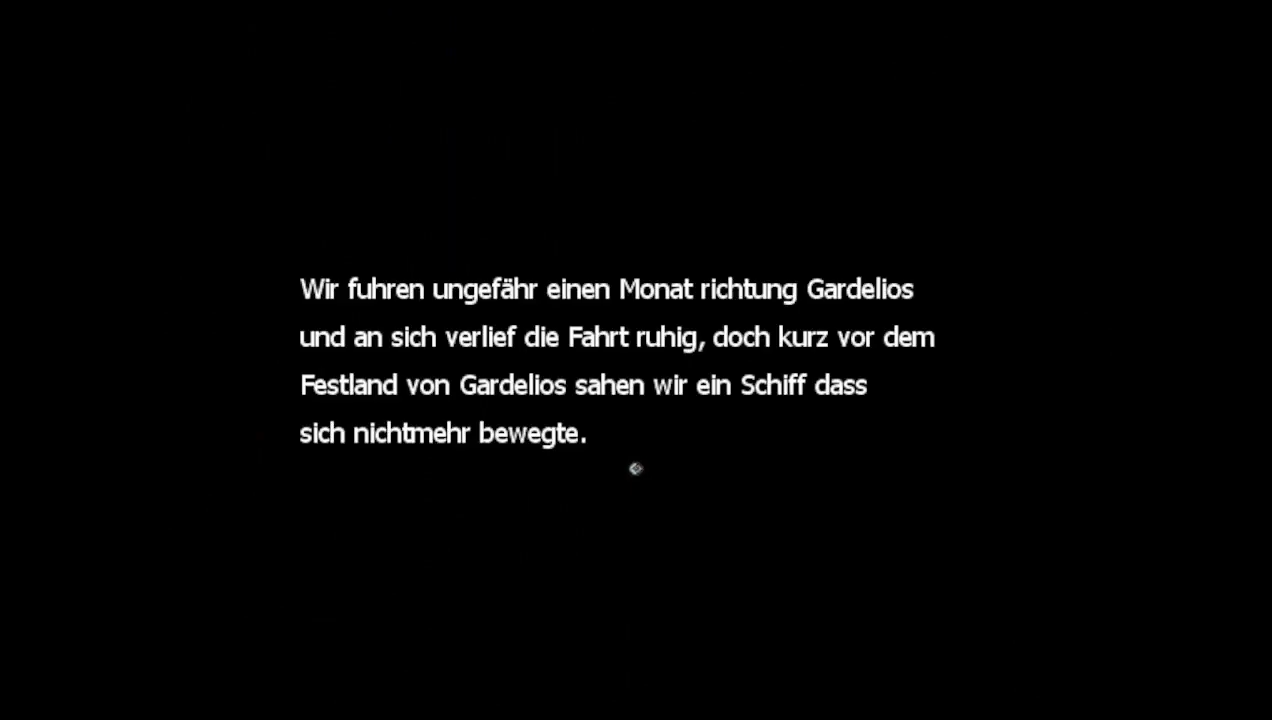 Wir fuhren ungefähr einen Monat richtung Gardelios
und an sich verlief die Fahrt ruhig, doch kurz vor dem
Festland von Gardelios sahen wir ein Schiff dass
sich nichtmehr bewegte.